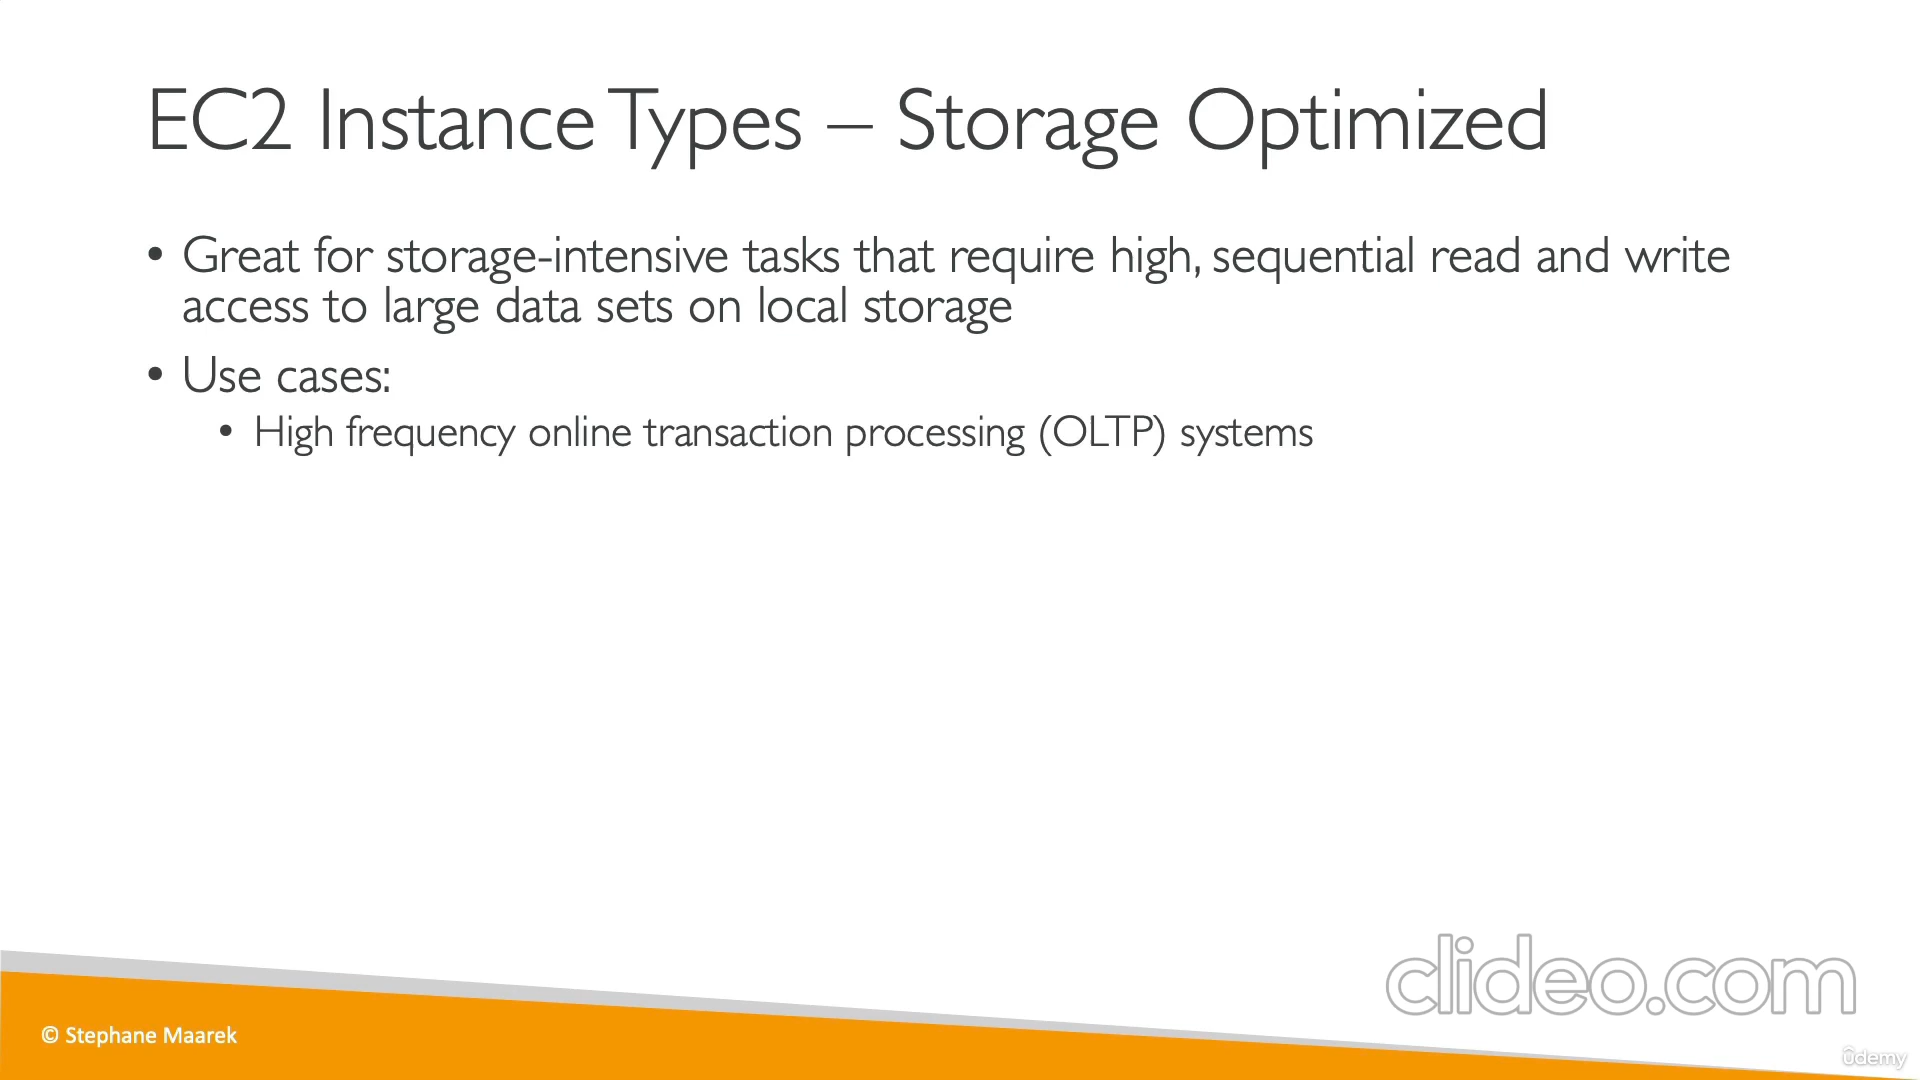 EC2 Instance Types – Storage Optimized
• Great for storage-intensive tasks that require high, sequential read and write
access to large data sets on local storage
• Use cases:
• High frequency online transaction processing (OLTP) systems
clideo.com
© Stephane Maarek
ûdemy